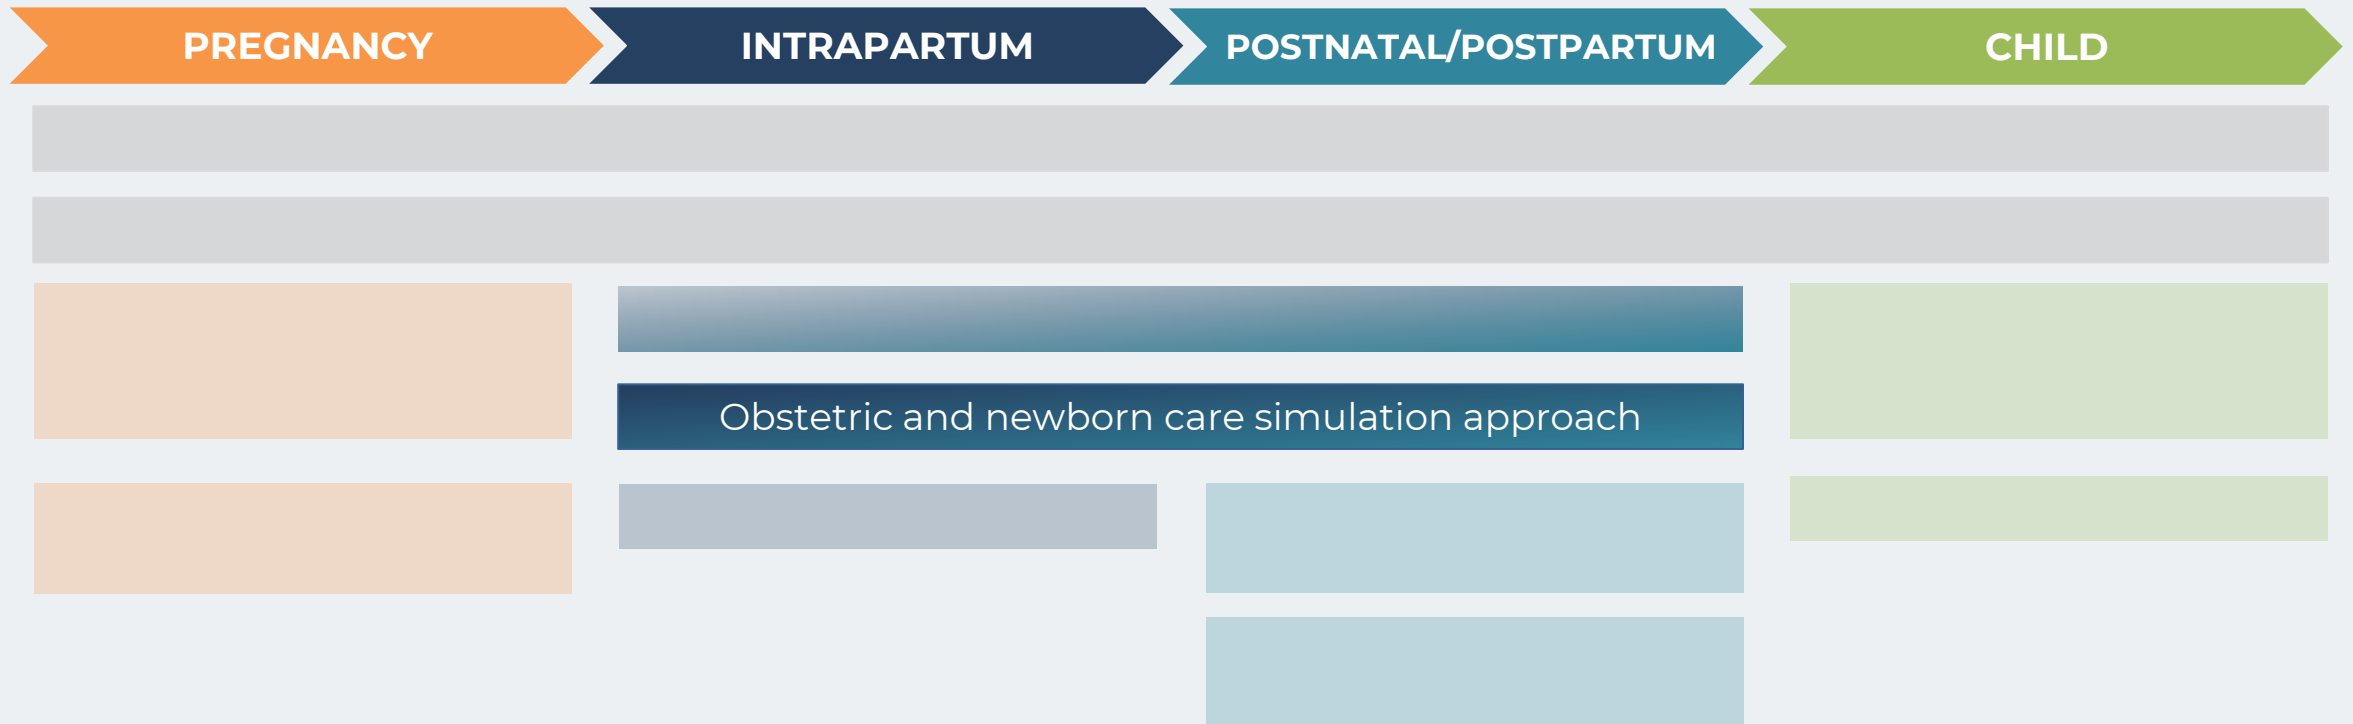 PREGNANCY
INTRAPARTUM
POSTNATAL/POSTPARTUM
CHILD
Obstetric and newborn care simulation approach